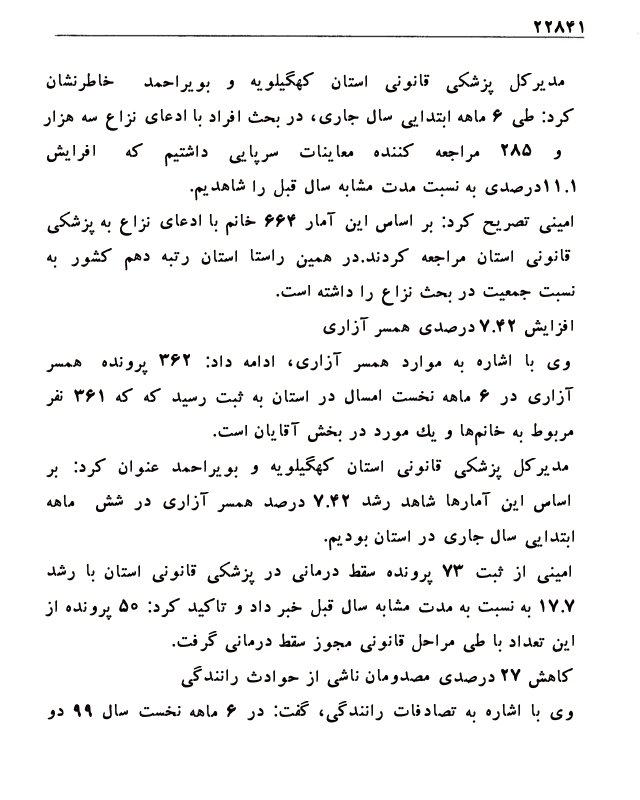 ۲۲۸۴۱
مدیرکل پزشکی قانونی استان کهگیلویه و بویراحمد خاطرنشان
کرد: طی ۶ ماهه ابتدایی سال جاری، در بحث افراد با ادعای نزاع سه هزار
و ۲۸۵ مراجعه کننده معاینات سرپایی داشتیم که افرایش
۱۱.۱درصدی به نسبت مدت مشابه سال قبل را شاهدیم.
امینی تصریح کرد: بر اساس این آمار ۶۶۴ خانم با ادعای نزاع به پزشکی
قانونی استان مراجعه کردند.در همین راستا استان رتبه دهم کشور به
نسبت جمعیت در بحث نزاع را داشته است.
افزایش ۷.۴۲ درصدی همسر آزاری
وی با اشاره به موارد همسر آزاری، ادامه داد: ۳۶۲ پرونده همسر
آزاری در ۶ ماهه نخست امسال در استان به ثبت رسید که که ۳۶۱ نفر
مربوط به خانم‌ها و یك مورد در بخش آقایان است.
مدیرکل پزشکی قانونی استان کهگیلویه و بویراحمد عنوان کرد: بر
اساس این آمارها شاهد رشد ۷.۴۲ درصد همسر آزاری در شش ماهه
ابتدایی سال جاری در استان بودیم.
امینی از ثبت ۷۳ پرونده سقط درمانی در پزشکی قانونی استان با رشد
۱۷.۷ به نسبت به مدت مشابه سال قبل خبر داد و تاکید کرد: ۵۰ پرونده از
این تعداد با طی مراحل قانونی مجوز سقط درمانی گرفت.
کاهش ۲۷ درصدی مصدومان ناشی از حوادث رانندگی
وی با اشاره به تصادفات رانندگی، گفت: در ۶ ماهه نخست سال ۹۹ دو